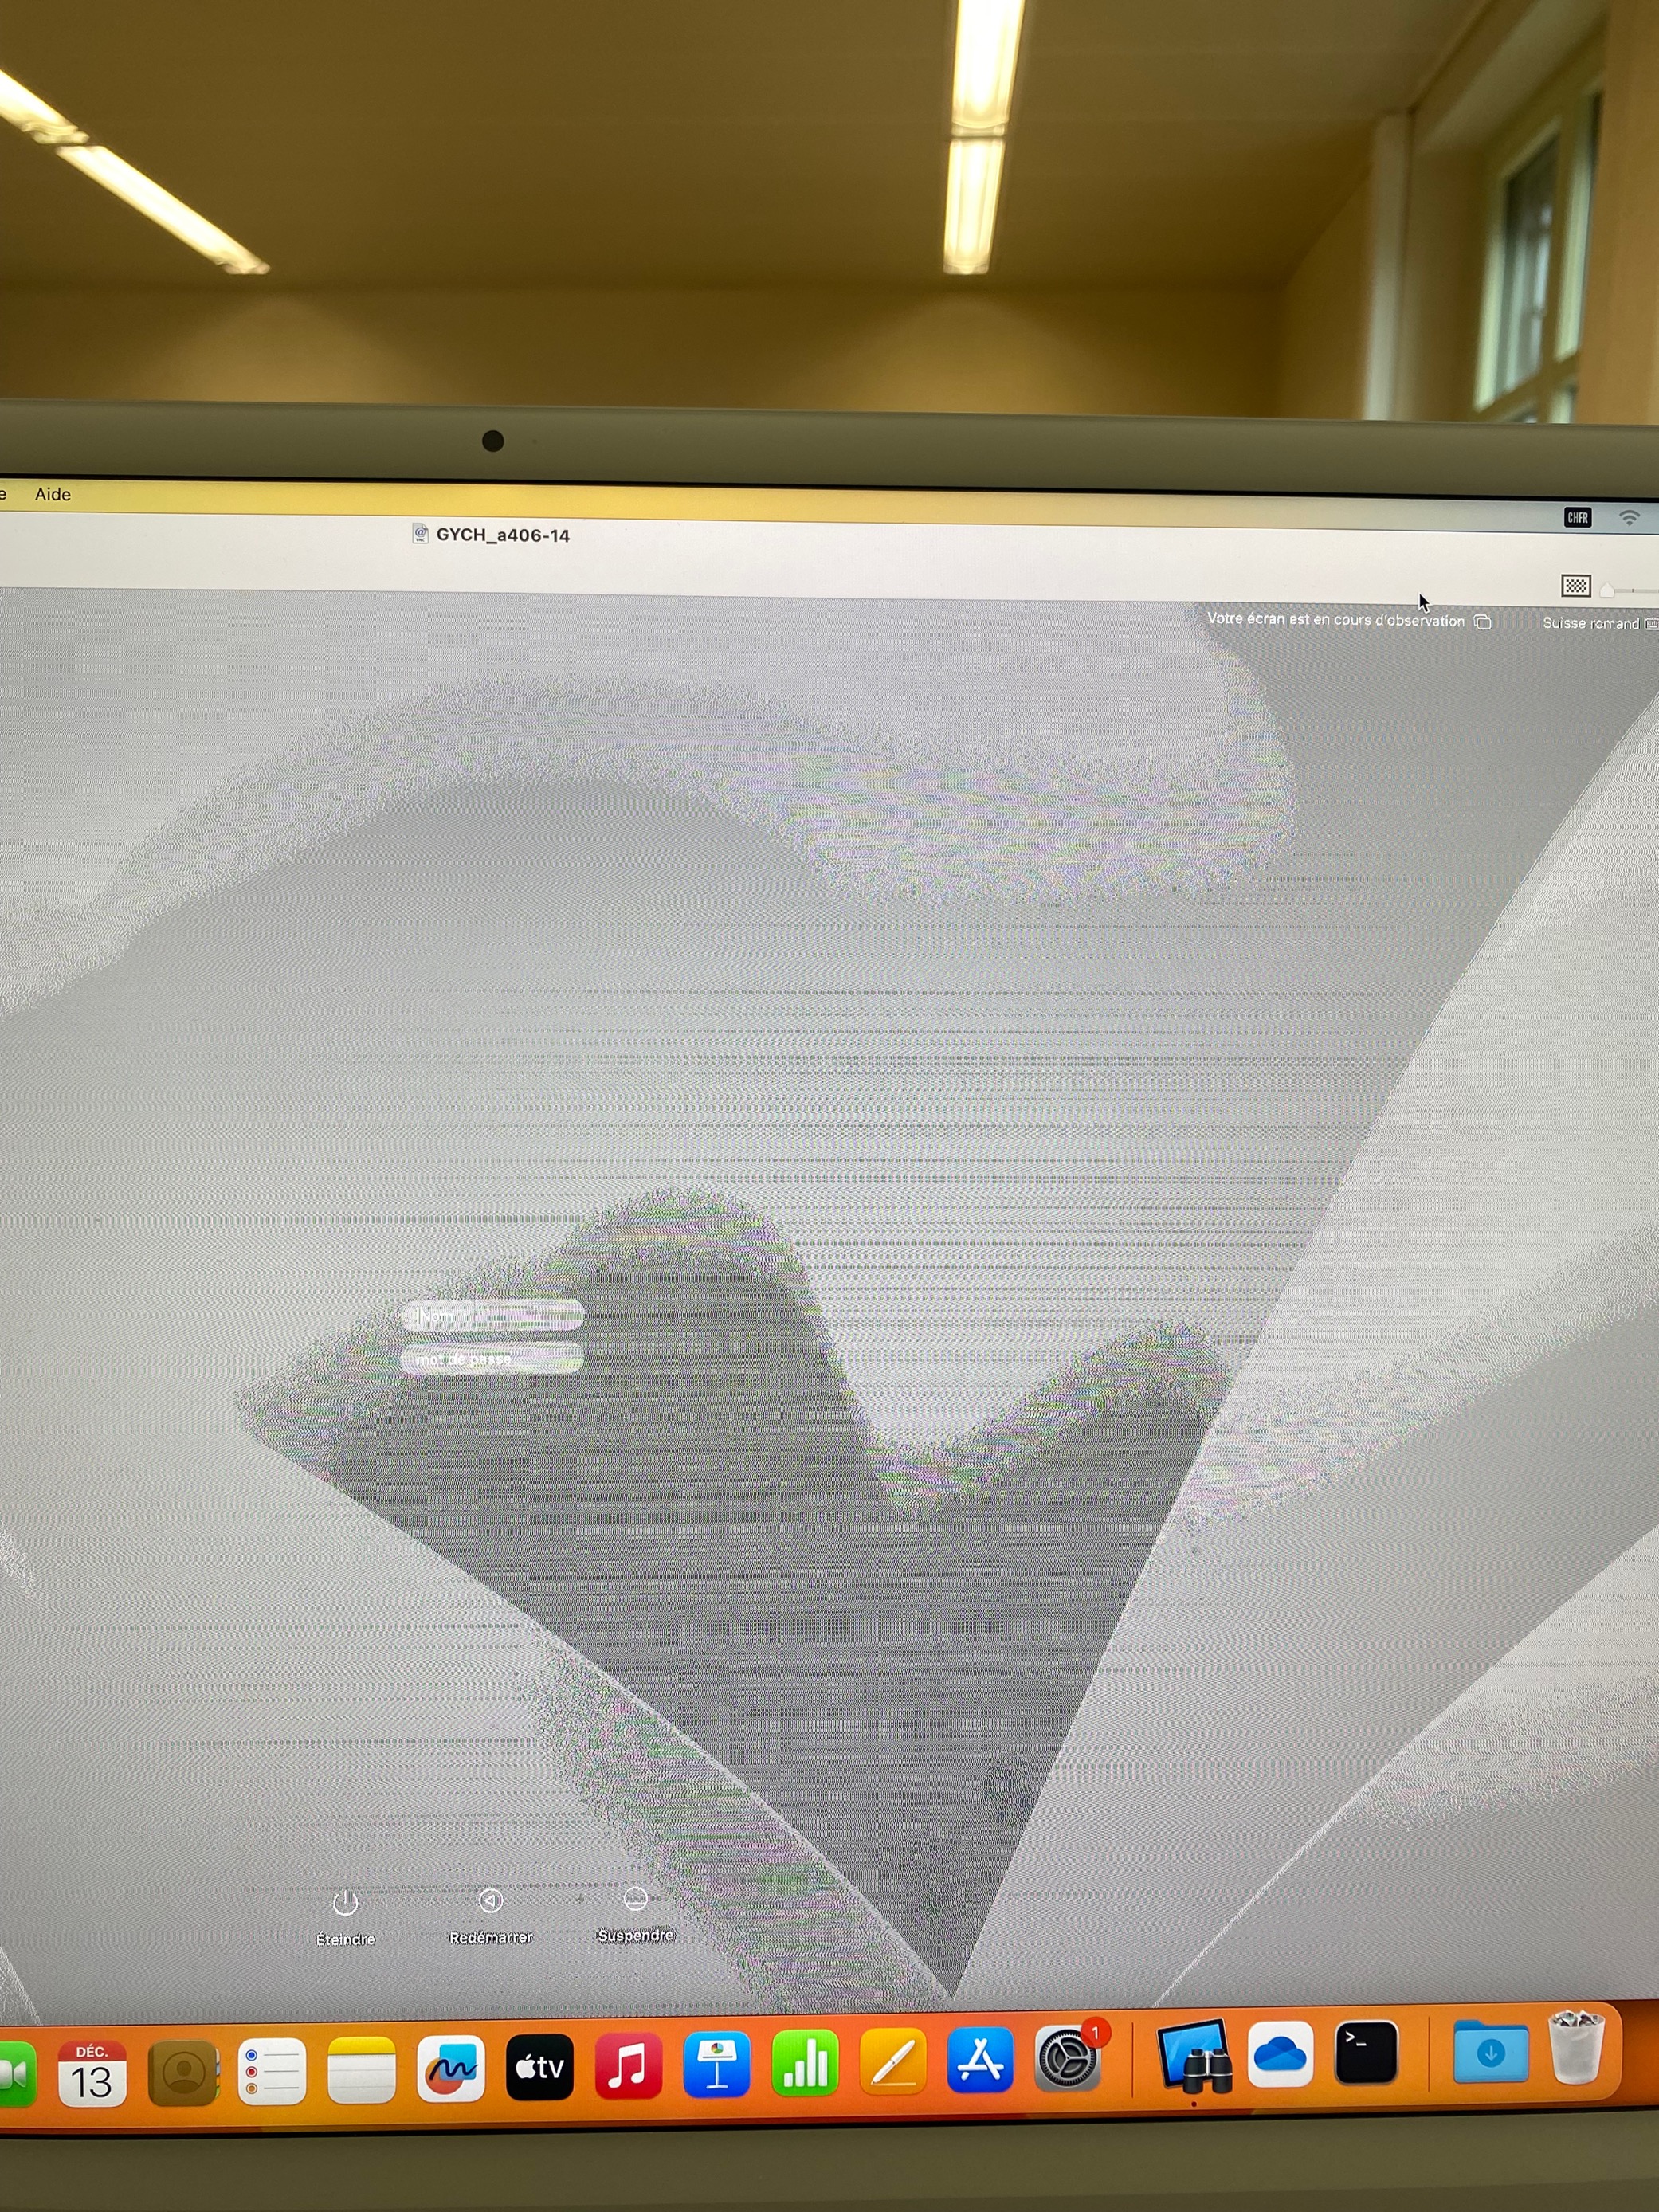 Aide
CHFR
GYCH_a406-14
Votre écran est en cours d'observation
Suisse romand
Nom
mot de passe
Éteindre
Redémarrer
Suspendre
DÉC.
13
tv
1
>_